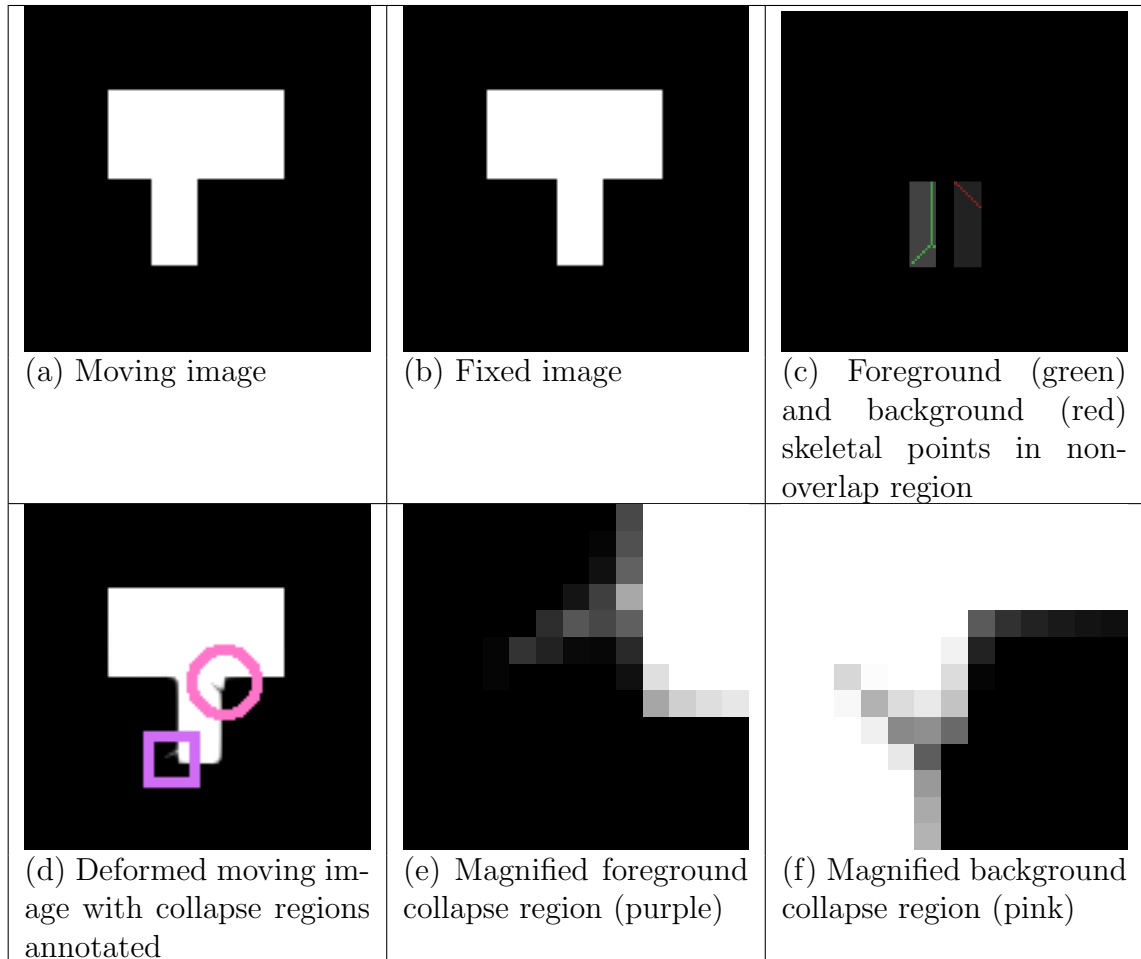 (a) Moving image
(b) Fixed image
(c) Foreground (green)
and background (red)
skeletal points in non-
overlap region
(d) Deformed moving im-
age with collapse regions
annotated
(e) Magnified foreground
collapse region (purple)
(f) Magnified background
collapse region (pink)